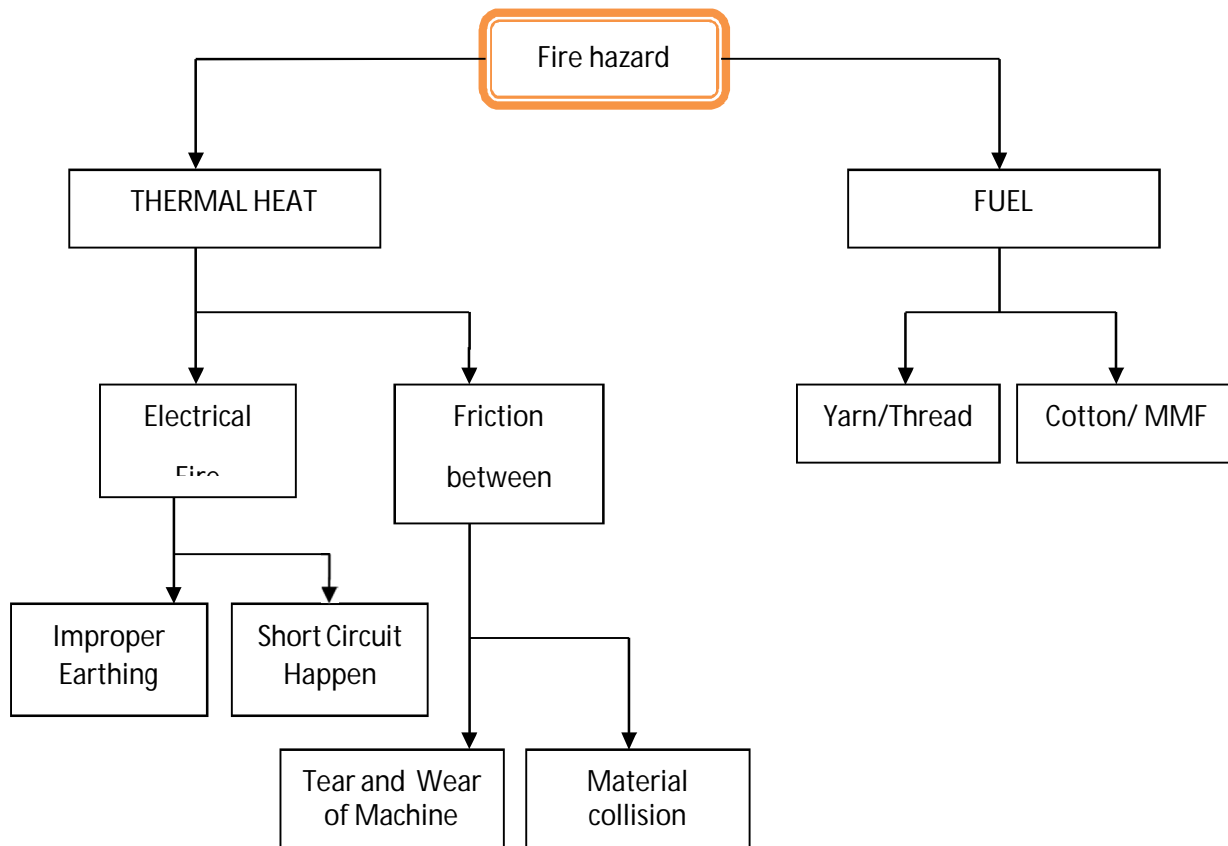 Fire hazard
THERMAL HEAT
FUEL
Electrical
Fire
Friction
between
Yarn/Thread
Cotton/ MMF
Improper
Earthing
Short Circuit
Happen
Tear and Wear
of Machine
Material
collision